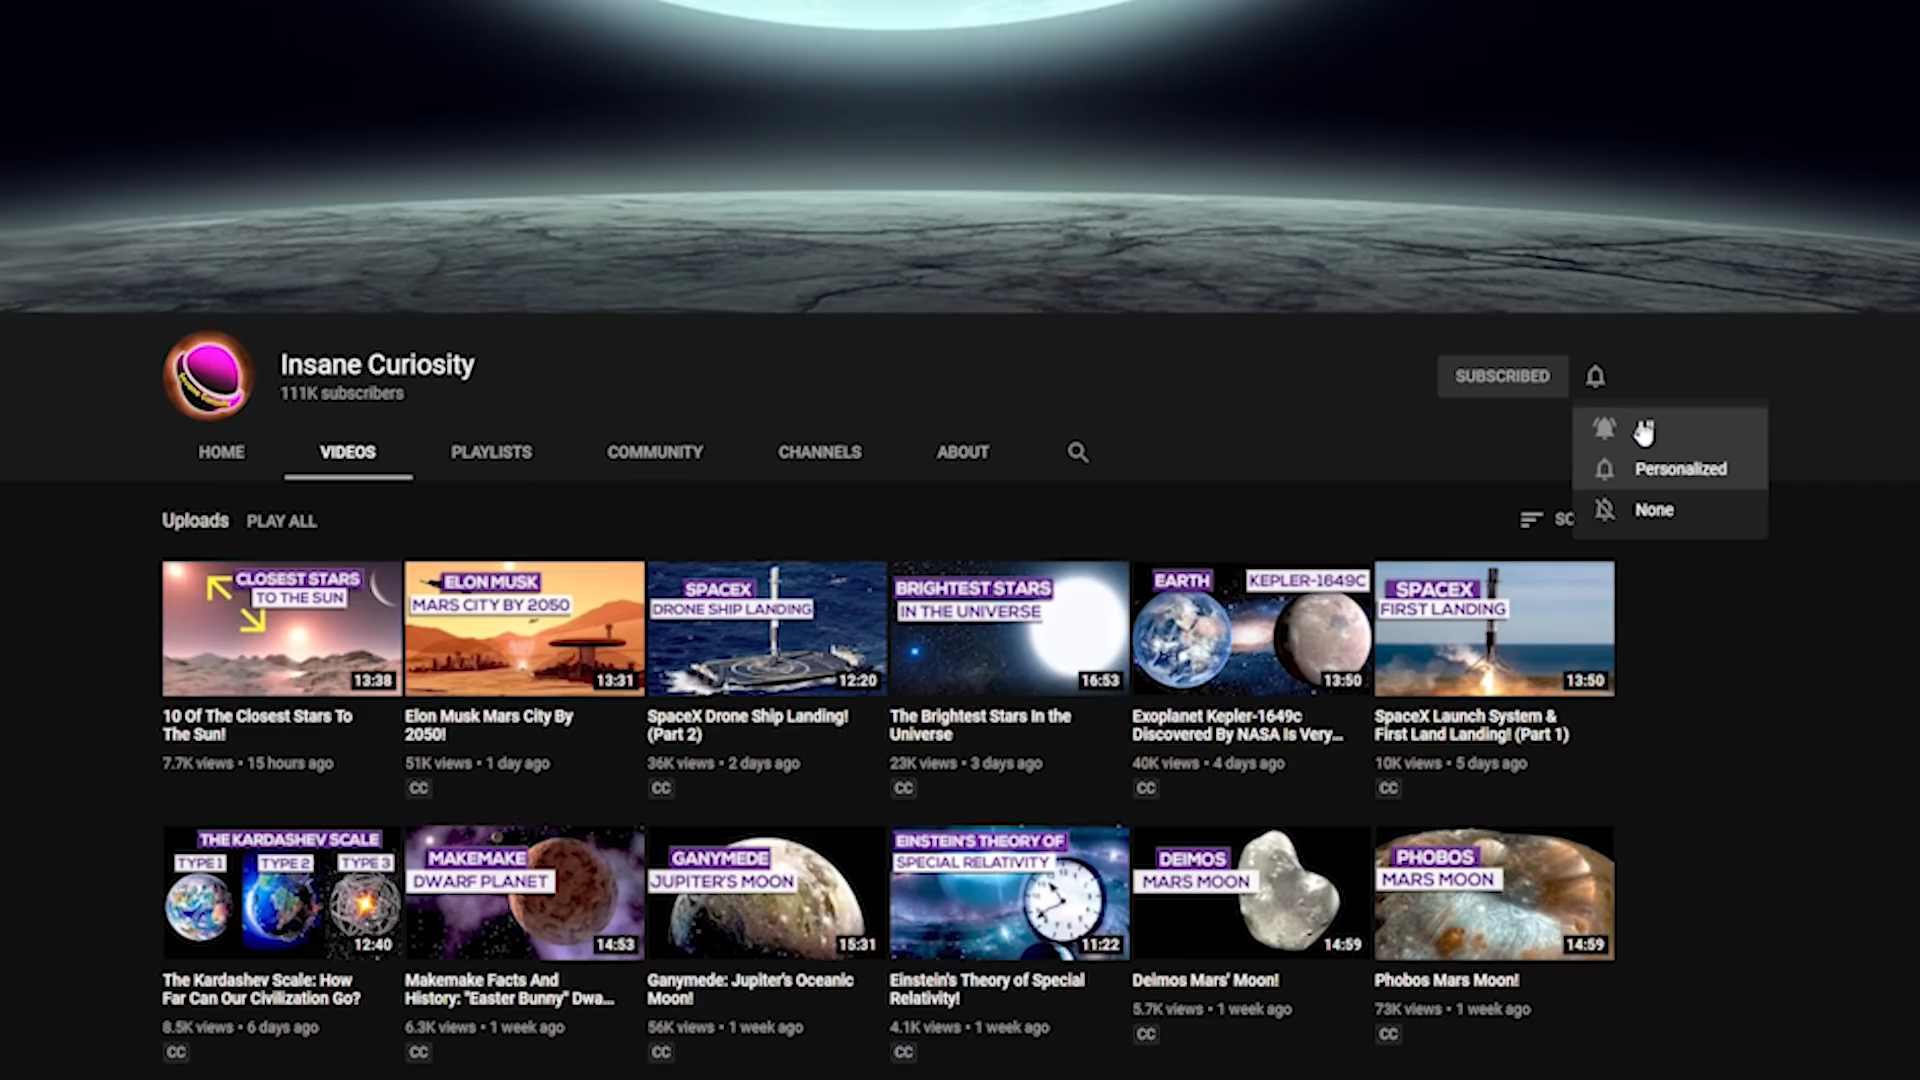 Insane Curiosity
111K subscribers
SUBSCRIBED
HOME
VIDEOS
PLAYLISTS
COMMUNITY
CHANNELS
ABOUT
Personalized
None
Uploads
PLAY ALL
CLOSEST STARS
TO THE SUN
13:38
ELON MUSK
MARS CITY BY 2050
13:31
SPACEX
DRONE SHIP LANDING
12:20
BRIGHTEST STARS
IN THE UNIVERSE
16:53
EARTH
KEPLER-1649C
13:50
SPACEX
FIRST LANDING
13:50
10 Of The Closest Stars To
The Sun!
7.7K views • 15 hours ago
Elon Musk Mars City By
2050!
51K views • 1 day ago
CC
SpaceX Drone Ship Landing!
(Part 2)
36K views • 2 days ago
CC
The Brightest Stars In the
Universe
23K views • 3 days ago
CC
Exoplanet Kepler-1649c
Discovered By NASA Is Very...
40K views • 4 days ago
CC
SpaceX Launch System &
First Land Landing! (Part 1)
10K views • 5 days ago
CC
THE KARDASHEV SCALE
TYPE 1
TYPE 2
TYPE 3
12:40
MAKEMAKE
DWARF PLANET
14:53
GANYMEDE
JUPITER'S MOON
15:31
EINSTEIN'S THEORY OF
SPECIAL RELATIVITY
11:22
DEIMOS
MARS MOON
14:59
PHOBOS
MARS MOON
14:59
The Kardashev Scale: How
Far Can Our Civilization Go?
8.5K views • 6 days ago
CC
Makemake Facts And
History: "Easter Bunny" Dwa...
6.3K views • 1 week ago
CC
Ganymede: Jupiter's Oceanic
Moon!
56K views • 1 week ago
CC
Einstein's Theory of Special
Relativity!
4.1K views • 1 week ago
CC
Deimos Mars' Moon!
5.7K views • 1 week ago
CC
Phobos Mars Moon!
73K views • 1 week ago
CC